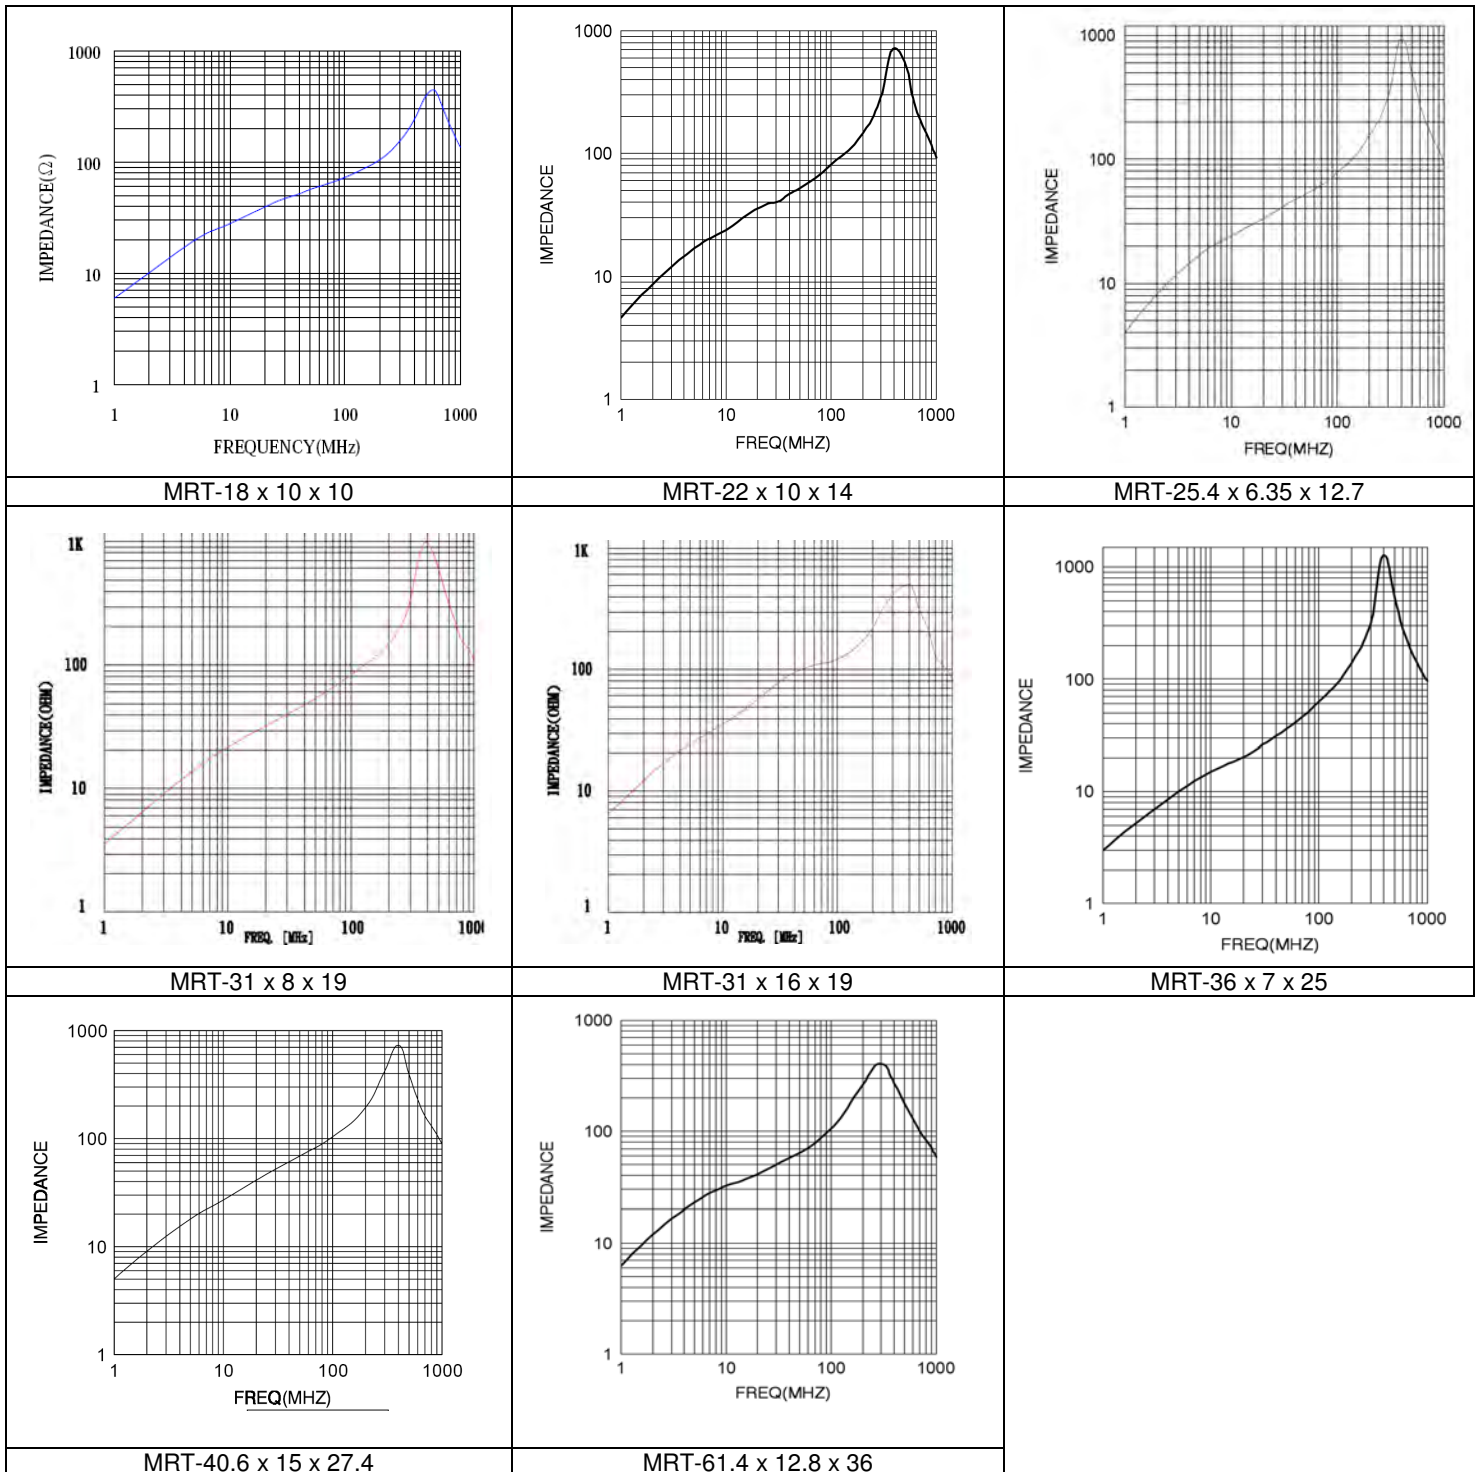 1000
100
10
1
IMPEDANCE(Ω)
1 10 100 1000
FREQUENCY(MHz)
MRT-18 x 10 x 10
1000
100
10
1
IMPEDANCE
1 10 100 1000
FREQ(MHZ)
MRT-22 x 10 x 14
1000
100
10
1
IMPEDANCE
1 10 100 1000
FREQ(MHZ)
MRT-25.4 x 6.35 x 12.7
1K
100
10
1
IMPEDANCE(OHM)
1 10 100 100(
FREQ. [MHz]
MRT-31 x 8 x 19
1K
100
10
1
IMPEDANCE(OHM)
1 10 100 1000
FREQ. [MHz]
MRT-31 x 16 x 19
1000
100
10
1
IMPEDANCE
1 10 100 1000
FREQ(MHZ)
MRT-36 x 7 x 25
1000
100
10
1
IMPEDANCE
1 10 100 1000
FREQ(MHZ)
MRT-40.6 x 15 x 27.4
1000
100
10
1
IMPEDANCE
1 10 100 1000
FREQ(MHZ)
MRT-61.4 x 12.8 x 36